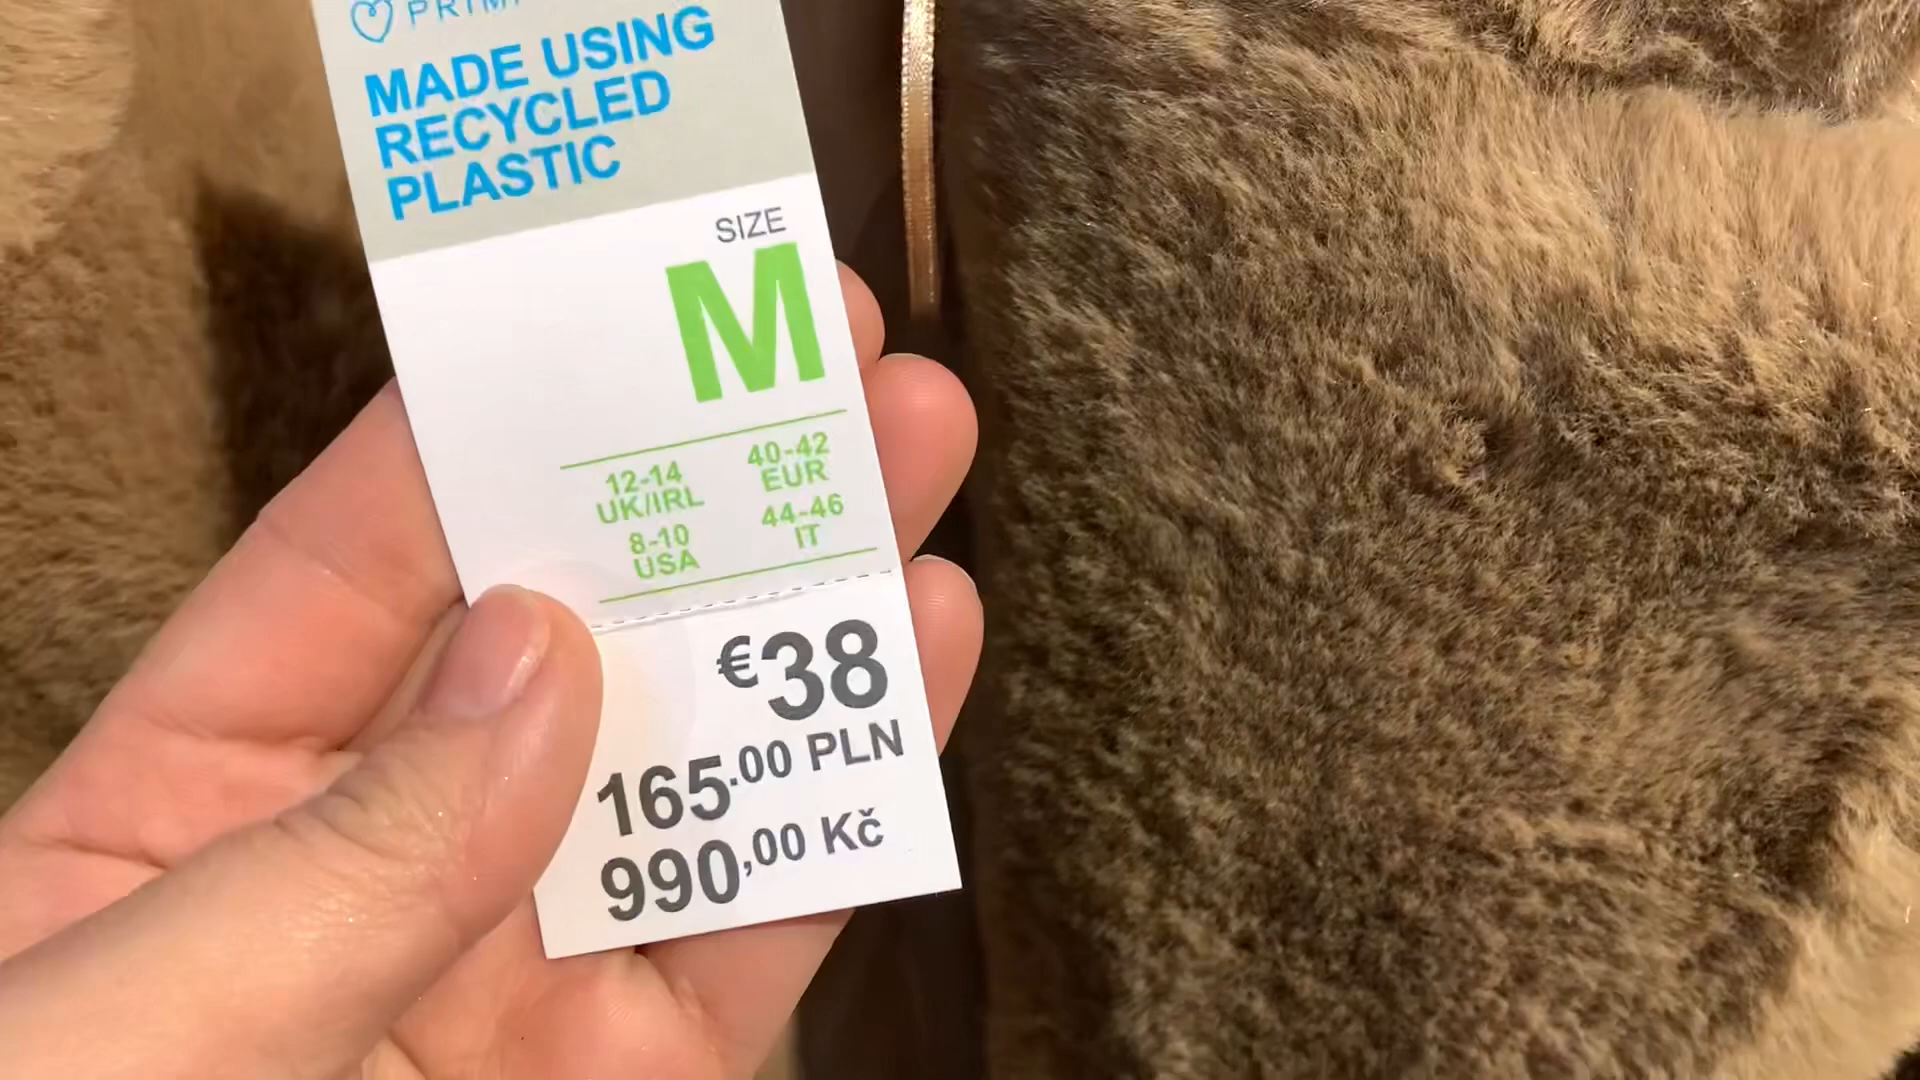 MADE USING
RECYCLED
PLASTIC
SIZE
M
12-14
UK/IRL
40-42
EUR
8-10
USA
44-46
IT
€38
165.00 PLN
990,00 Kč